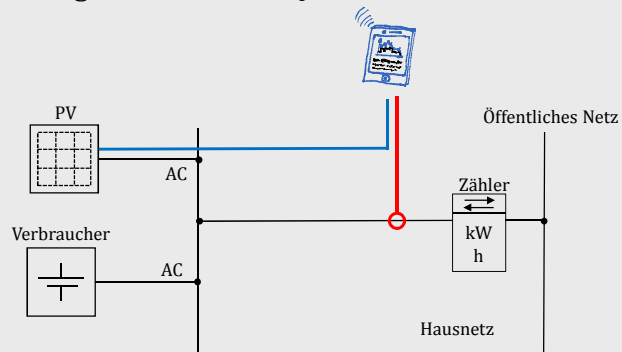 PV
Öffentliches Netz
AC
Zähler
kW
h
Verbraucher
AC
Hausnetz